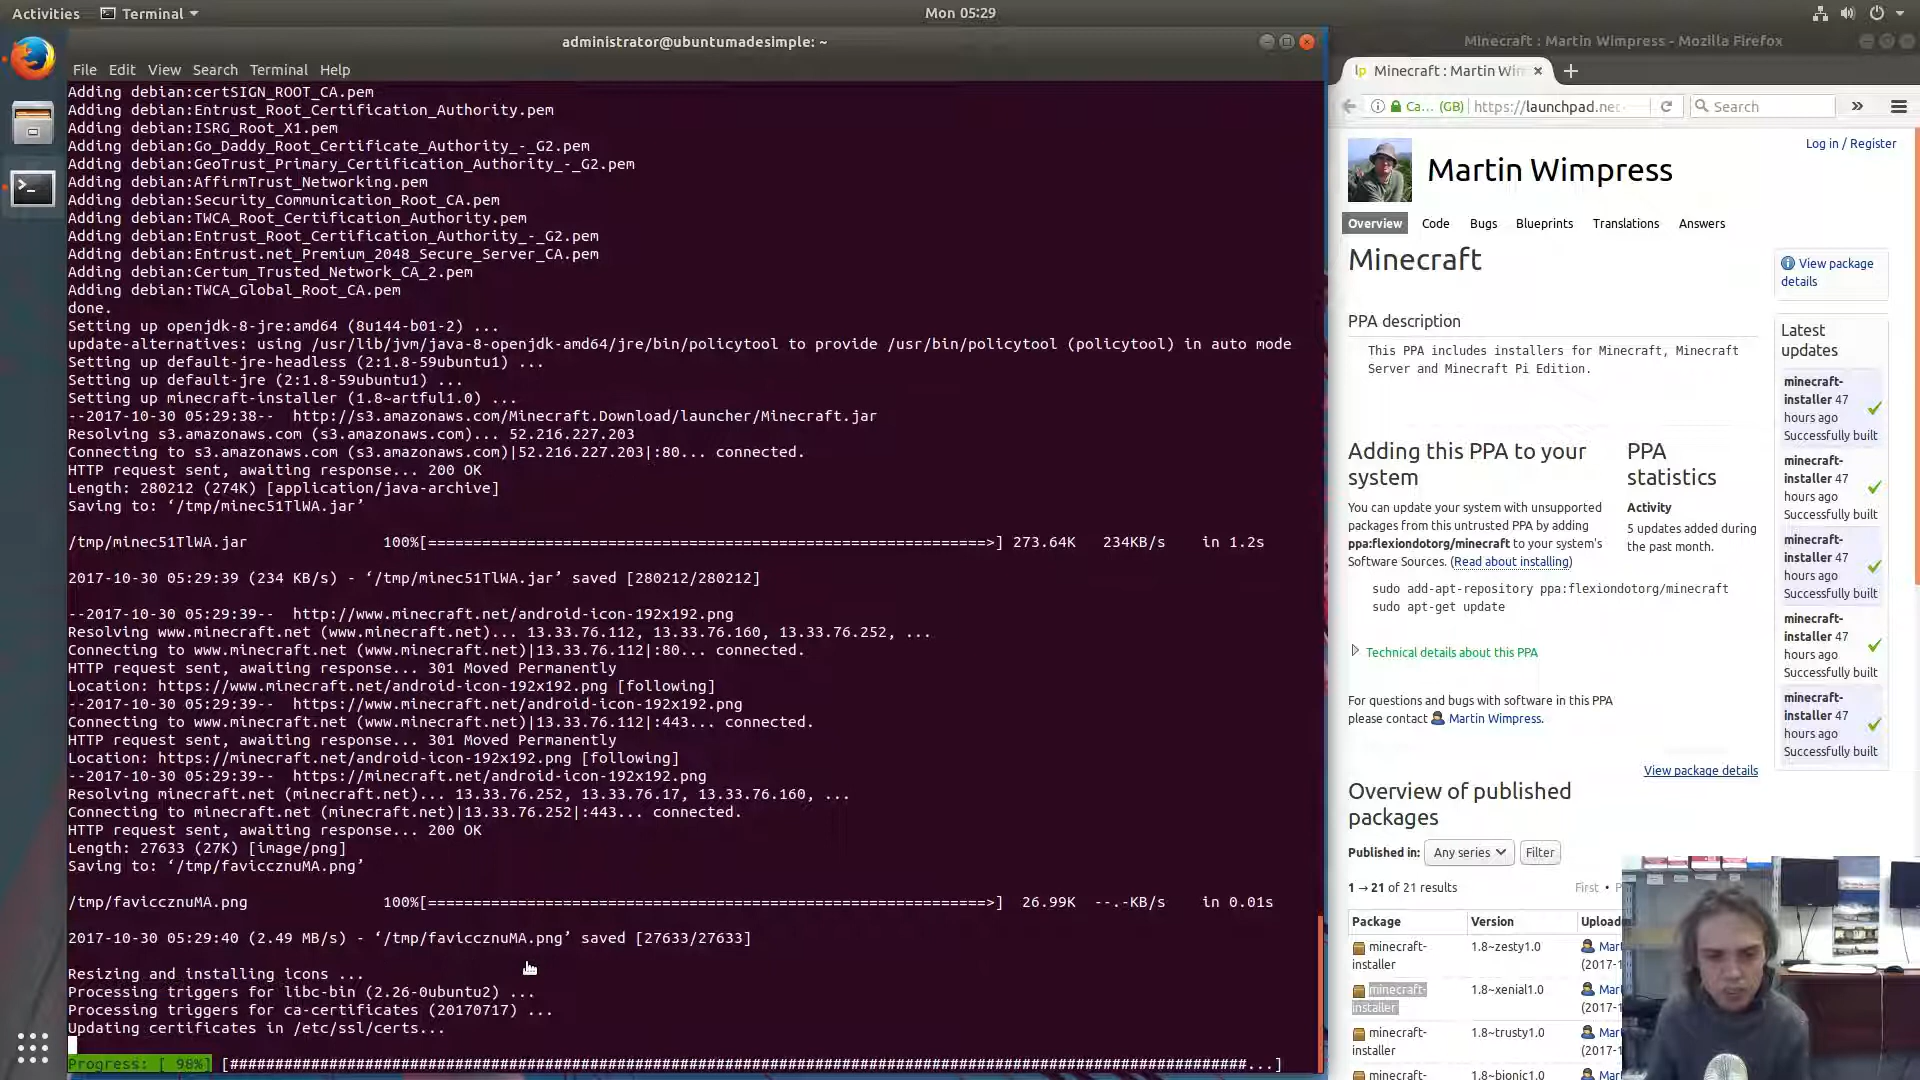 Activities
Terminal
Mon 05:29
administrator@ubuntumadesimple: ~
File Edit View Search Terminal Help
Adding debian:certSIGN_ROOT_CA.pem
Adding debian:Entrust_Root_Certification_Authority.pem
Adding debian:ISRG_Root_X1.pem
Adding debian:Go_Daddy_Root_Certificate_Authority_-_G2.pem
Adding debian:GeoTrust_Primary_Certification_Authority_-_G2.pem
Adding debian:AffirmTrust_Networking.pem
Adding debian:Security_Communication_Root_CA.pem
Adding debian:TWCA_Root_Certification_Authority.pem
Adding debian:Entrust_Root_Certification_Authority_-_G2.pem
Adding debian:Entrust.net_Premium_2048_Secure_Server_CA.pem
Adding debian:Certum_Trusted_Network_CA_2.pem
Adding debian:TWCA_Global_Root_CA.pem
done.
Setting up openjdk-8-jre:amd64 (8u144-b01-2) ...
update-alternatives: using /usr/lib/jvm/java-8-openjdk-amd64/jre/bin/policytool to provide /usr/bin/policytool (policytool) in auto mode
Setting up default-jre-headless (2:1.8-59ubuntu1) ...
Setting up default-jre (2:1.8-59ubuntu1) ...
Setting up minecraft-installer (1.8~artful1.0) ...
--2017-10-30 05:29:38--  http://s3.amazonaws.com/Minecraft.Download/launcher/Minecraft.jar
Resolving s3.amazonaws.com (s3.amazonaws.com)... 52.216.227.203
Connecting to s3.amazonaws.com (s3.amazonaws.com)|52.216.227.203|:80... connected.
HTTP request sent, awaiting response... 200 OK
Length: 280212 (274K) [application/java-archive]
Saving to: ‘/tmp/minec51TlWA.jar’
/tmp/minec51TlWA.jar 100%[==============================================================>] 273.64K 234KB/s in 1.2s
2017-10-30 05:29:39 (234 KB/s) - ‘/tmp/minec51TlWA.jar’ saved [280212/280212]
--2017-10-30 05:29:39--  http://www.minecraft.net/android-icon-192x192.png
Resolving www.minecraft.net (www.minecraft.net)... 13.33.76.112, 13.33.76.160, 13.33.76.252, ...
Connecting to www.minecraft.net (www.minecraft.net)|13.33.76.112|:80... connected.
HTTP request sent, awaiting response... 301 Moved Permanently
Location: https://www.minecraft.net/android-icon-192x192.png [following]
--2017-10-30 05:29:39--  https://www.minecraft.net/android-icon-192x192.png
Connecting to www.minecraft.net (www.minecraft.net)|13.33.76.112|:443... connected.
HTTP request sent, awaiting response... 301 Moved Permanently
Location: https://minecraft.net/android-icon-192x192.png [following]
--2017-10-30 05:29:39--  https://minecraft.net/android-icon-192x192.png
Resolving minecraft.net (minecraft.net)... 13.33.76.252, 13.33.76.17, 13.33.76.160, ...
Connecting to minecraft.net (minecraft.net)|13.33.76.252|:443... connected.
HTTP request sent, awaiting response... 200 OK
Length: 27633 (27K) [image/png]
Saving to: ‘/tmp/faviccznuMA.png’
/tmp/faviccznuMA.png 100%[==============================================================>] 26.99K --.-KB/s in 0.01s
2017-10-30 05:29:40 (2.49 MB/s) - ‘/tmp/faviccznuMA.png’ saved [27633/27633]
Resizing and installing icons ...
Processing triggers for libc-bin (2.26-0ubuntu2) ...
Processing triggers for ca-certificates (20170717) ...
Updating certificates in /etc/ssl/certs...
Progress: [ 98%] [#################################################################################################################...]
Minecraft : Martin Wimpress - Mozilla Firefox
lp Minecraft : Martin Wim
Ca... (GB) https://launchpad.net
Search
Log in / Register
Martin Wimpress
Overview Code Bugs Blueprints Translations Answers
Minecraft
View package
details
PPA description
This PPA includes installers for Minecraft, Minecraft
Server and Minecraft Pi Edition.
Adding this PPA to your
system
You can update your system with unsupported
packages from this untrusted PPA by adding
ppa:flexiondotorg/minecraft to your system's
Software Sources. (Read about installing)
PPA
statistics
Activity
5 updates added during
the past month.
sudo add-apt-repository ppa:flexiondotorg/minecraft
sudo apt-get update
Technical details about this PPA
For questions and bugs with software in this PPA
please contact Martin Wimpress.
Latest
updates
minecraft-
installer 47
hours ago
Successfully built
minecraft-
installer 47
hours ago
Successfully built
minecraft-
installer 47
hours ago
Successfully built
minecraft-
installer 47
hours ago
Successfully built
minecraft-
installer 47
hours ago
Successfully built
View package details
Overview of published
packages
Published in: Any series Filter
1 → 21 of 21 results
First • P
Package Version Uploade
minecraft-
installer 1.8~zesty1.0 Mar
(2017-1
minecraft-
installer 1.8~xenial1.0 Mar
(2017-1
minecraft-
installer 1.8~trusty1.0 Mar
(2017-1
minecraft- 1.8~bionic1.0 Mar